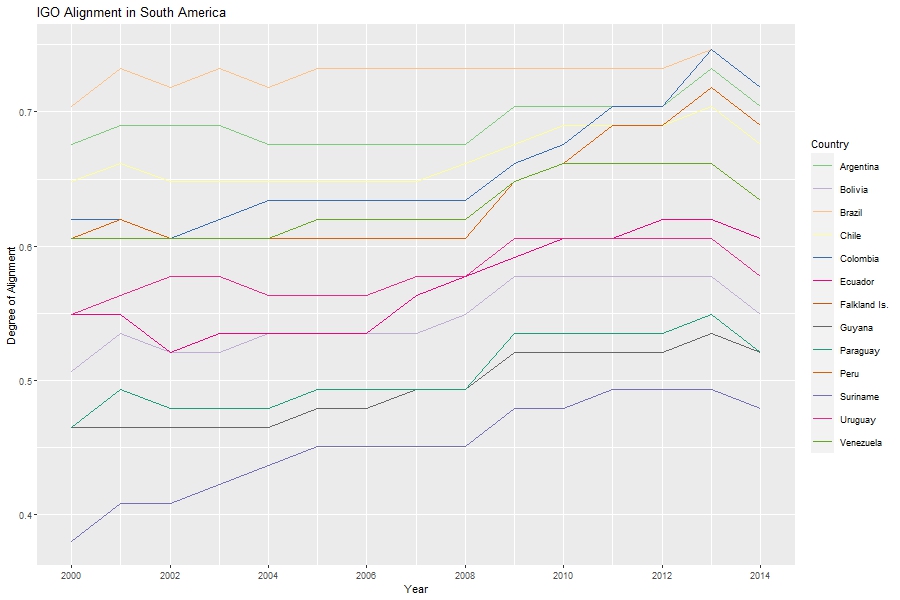 IGO Alignment in South America
Degree of Alignment
0.7
0.6
0.5
0.4
2000 2002 2004 2006 2008 2010 2012 2014
Year
Country
Argentina
Bolivia
Brazil
Chile
Colombia
Ecuador
Falkland Is.
Guyana
Paraguay
Peru
Suriname
Uruguay
Venezuela